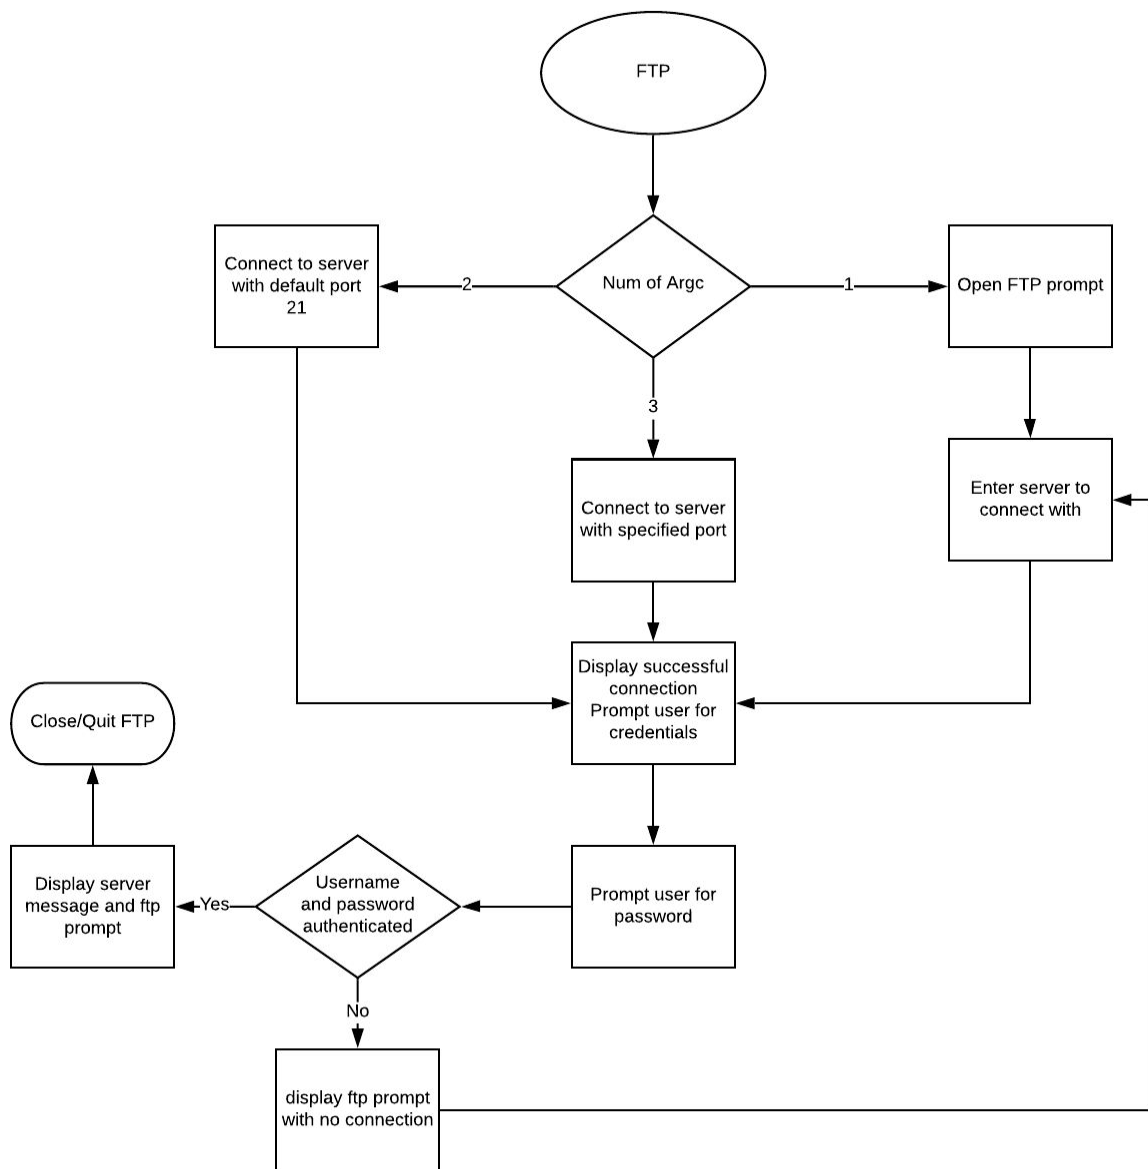 FTP
Connect to server
with default port
21
2
Num of Argc
1
Open FTP prompt
3
Connect to server
with specified port
Enter server to
connect with
Display successful
connection
Prompt user for
credentials
Close/Quit FTP
Display server
message and ftp
prompt
Yes
Username
and password
authenticated
Prompt user for
password
No
display ftp prompt
with no connection